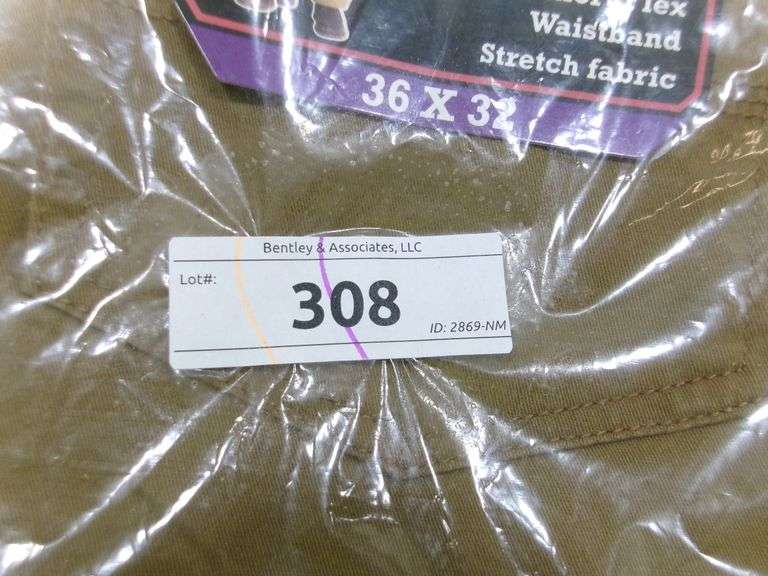 Waistband
Stretch fabric
36 X 32
Bentley & Associates, LLC
Lot#:
308
ID: 2869-NM